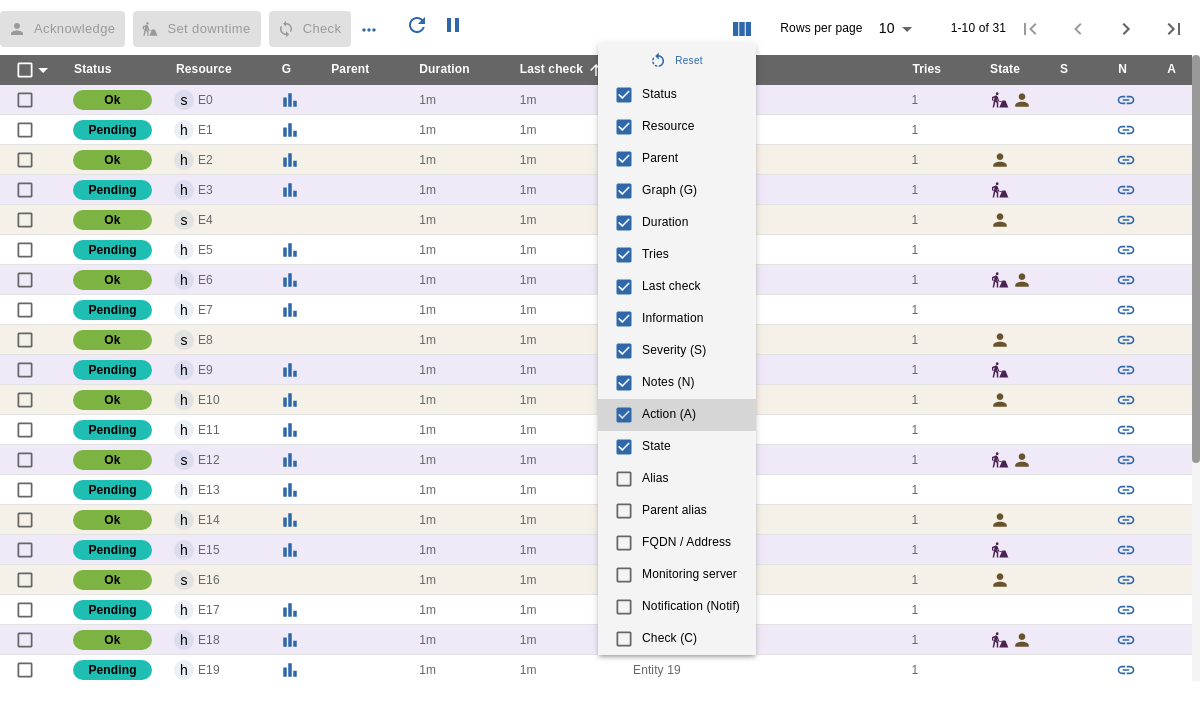 Acknowledge Set downtime Check Rows per page 10 1-10 of 31
Status Resource G Parent Duration Last check Tries State S N A
Reset
Status
Resource
Parent
Graph (G)
Duration
Tries
Last check
Information
Severity (S)
Notes (N)
Action (A)
State
Alias
Parent alias
FQDN / Address
Monitoring server
Notification (Notif)
Check (C)
Ok s E0 1m 1m 1
Pending h E1 1m 1m 1
Ok h E2 1m 1m 1
Pending h E3 1m 1m 1
Ok s E4 1m 1m 1
Pending h E5 1m 1m 1
Ok h E6 1m 1m 1
Pending h E7 1m 1m 1
Ok s E8 1m 1m 1
Pending h E9 1m 1m 1
Ok h E10 1m 1m 1
Pending h E11 1m 1m 1
Ok s E12 1m 1m 1
Pending h E13 1m 1m 1
Ok h E14 1m 1m 1
Pending h E15 1m 1m 1
Ok s E16 1m 1m 1
Pending h E17 1m 1m 1
Ok h E18 1m 1m 1
Pending h E19 1m 1m Entity 19 1